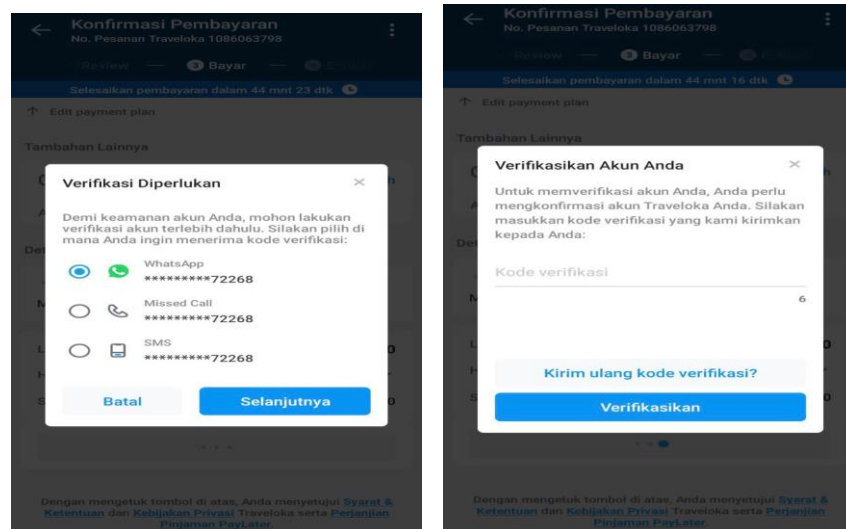 Konfirmasi Pembayaran
No. Pesanan Traveloka 1086063798
Review
3 Bayar
Selesaikan pembayaran dalam 44 mnt 23 dtk
Edit payment plan
Tambahan Lainnya
Verifikasi Diperlukan
Demi keamanan akun Anda, mohon lakukan
verifikasi akun terlebih dahulu. Silakan pilih di
mana Anda ingin menerima kode verifikasi:
WhatsApp
*********72268
Missed Call
*********72268
SMS
*********72268
Batal
Selanjutnya
Dengan mengetuk tombol di atas, Anda menyetujui Syarat &
Ketentuan dan Kebijakan Privasi Traveloka serta Perjanjian
Pinjaman PayLater.
Konfirmasi Pembayaran
No. Pesanan Traveloka 1086063798
Review
3 Bayar
Selesaikan pembayaran dalam 44 mnt 16 dtk
Edit payment plan
Tambahan Lainnya
Verifikasikan Akun Anda
Untuk memverifikasi akun Anda, Anda perlu
mengkonfirmasi akun Traveloka Anda. Silakan
masukkan kode verifikasi yang kami kirimkan
kepada Anda:
Kode verifikasi
6
Kirim ulang kode verifikasi?
Verifikasikan
Dengan mengetuk tombol di atas, Anda menyetujui Syarat &
Ketentuan dan Kebijakan Privasi Traveloka serta Perjanjian
Pinjaman PayLater.